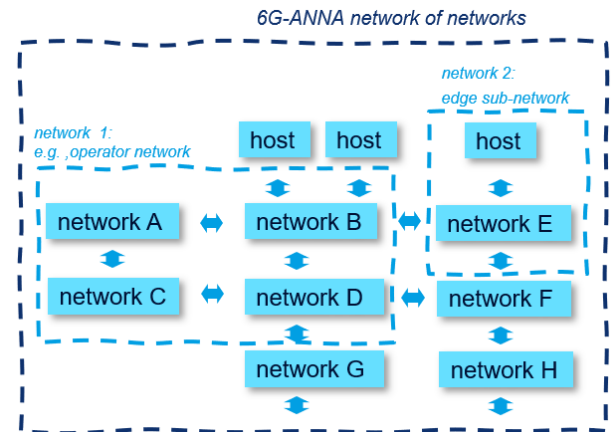 6G-ANNA network of networks
network 2:
edge sub-network
network 1:
e.g. ,operator network
host
host
host
network A
network B
network E
network C
network D
network F
network G
network H